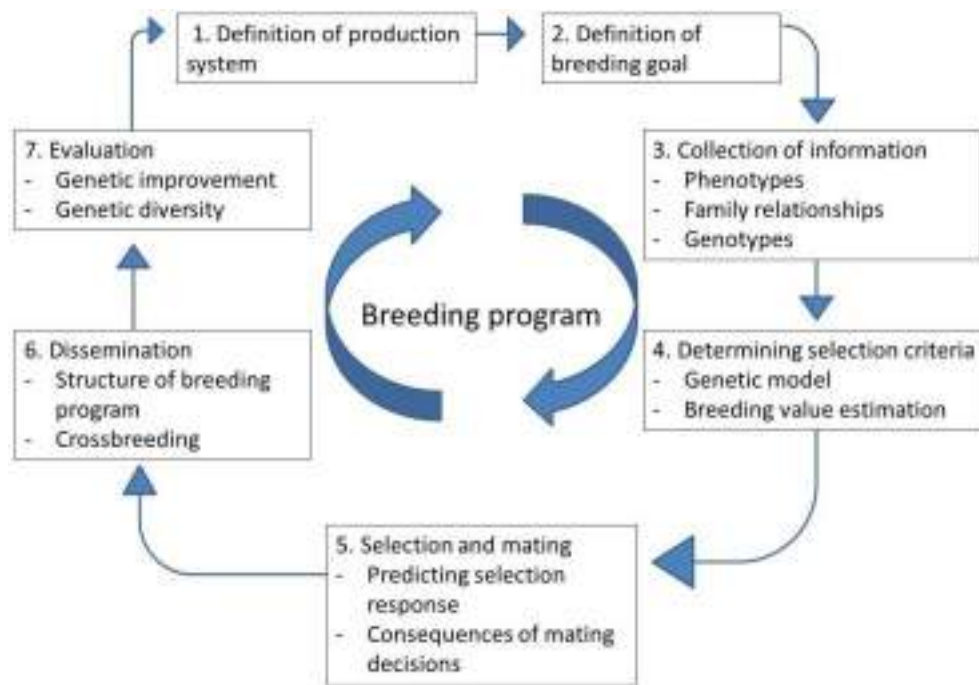 1. Definition of production
system
2. Definition of
breeding goal
3. Collection of information
- Phenotypes
- Family relationships
- Genotypes
4. Determining selection criteria
- Genetic model
- Breeding value estimation
5. Selection and mating
- Predicting selection
response
- Consequences of mating
decisions
6. Dissemination
- Structure of breeding
program
- Crossbreeding
7. Evaluation
- Genetic improvement
- Genetic diversity
Breeding program